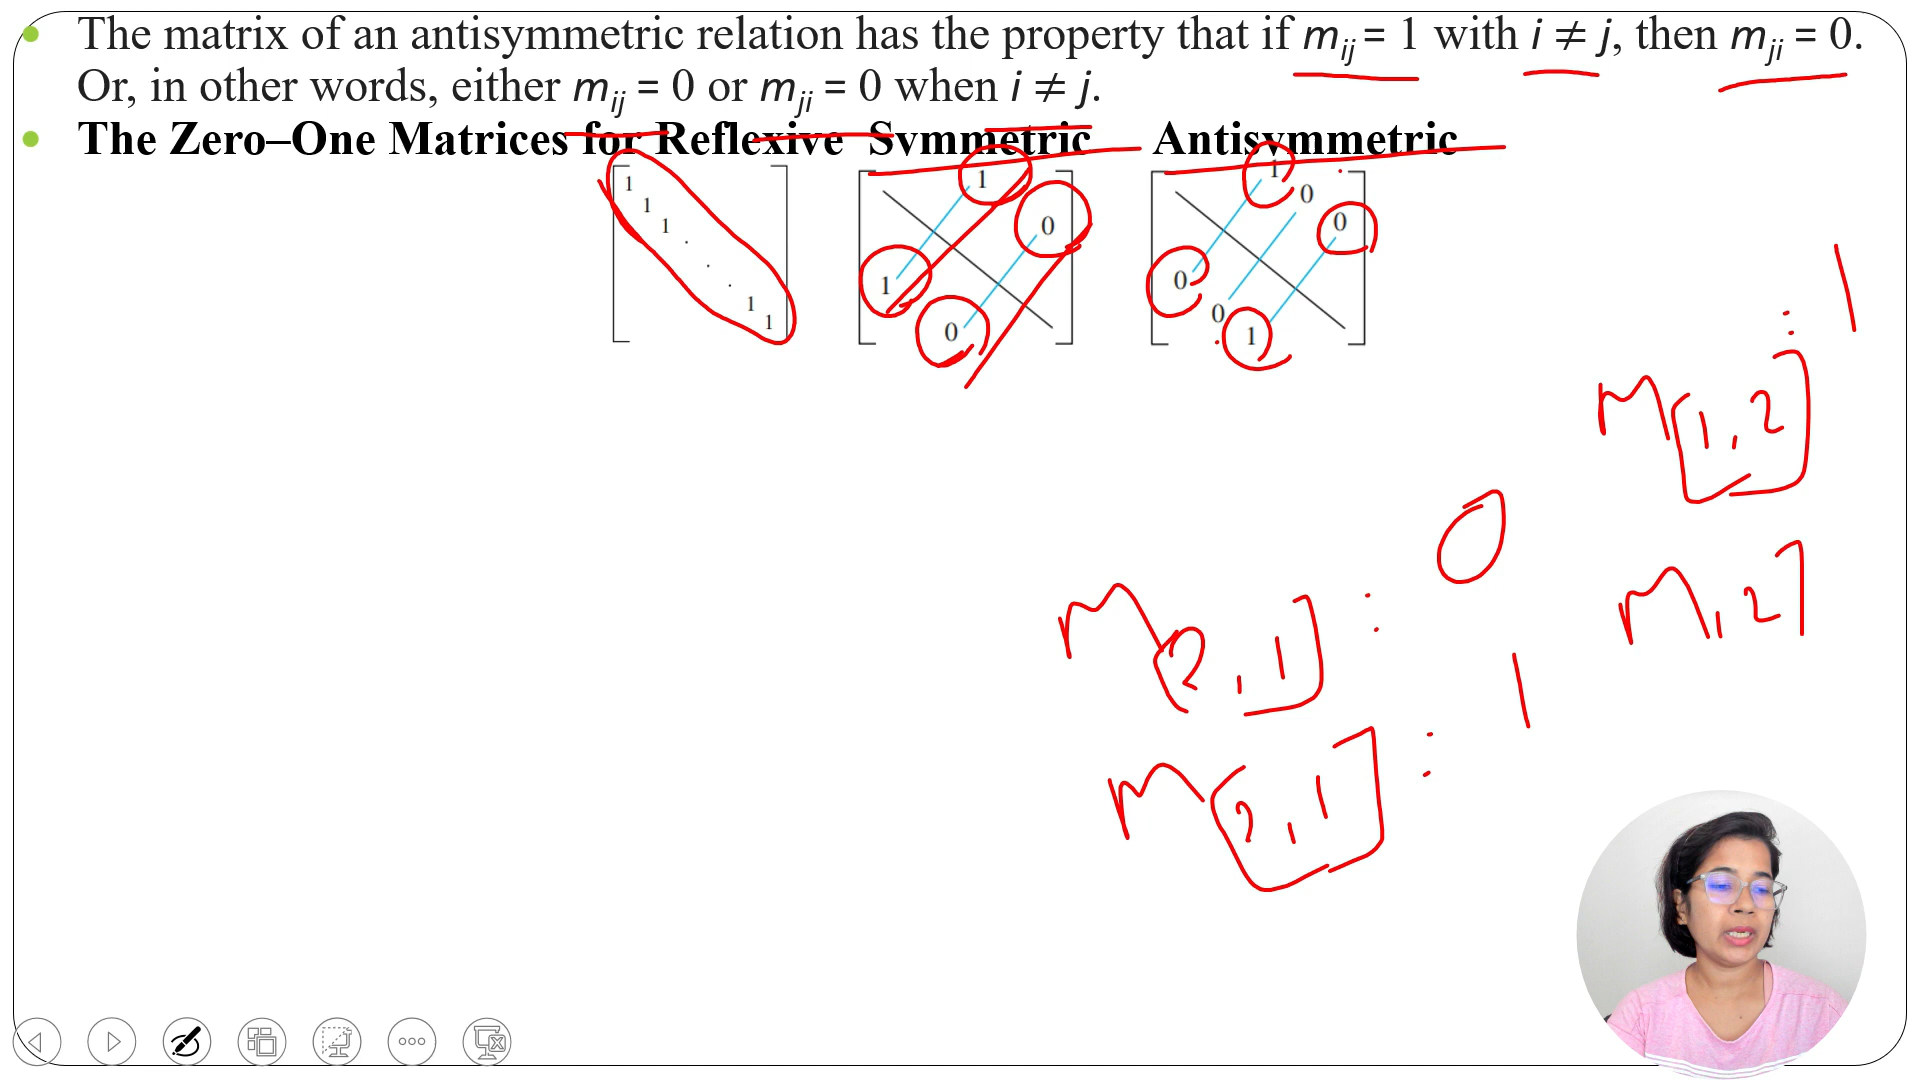 The matrix of an antisymmetric relation has the property that if mij = 1 with i ≠ j, then mji = 0.
Or, in other words, either mij = 0 or mji = 0 when i ≠ j.
The Zero–One Matrices for Reflexive Symmetric Antisymmetric
1
1
1
.
.
.
1
1
1
0
1
0
1
0
0
0
0
1
: 1
m[1,2]
m12
m[2,1] : 0
m[2,1] : 1